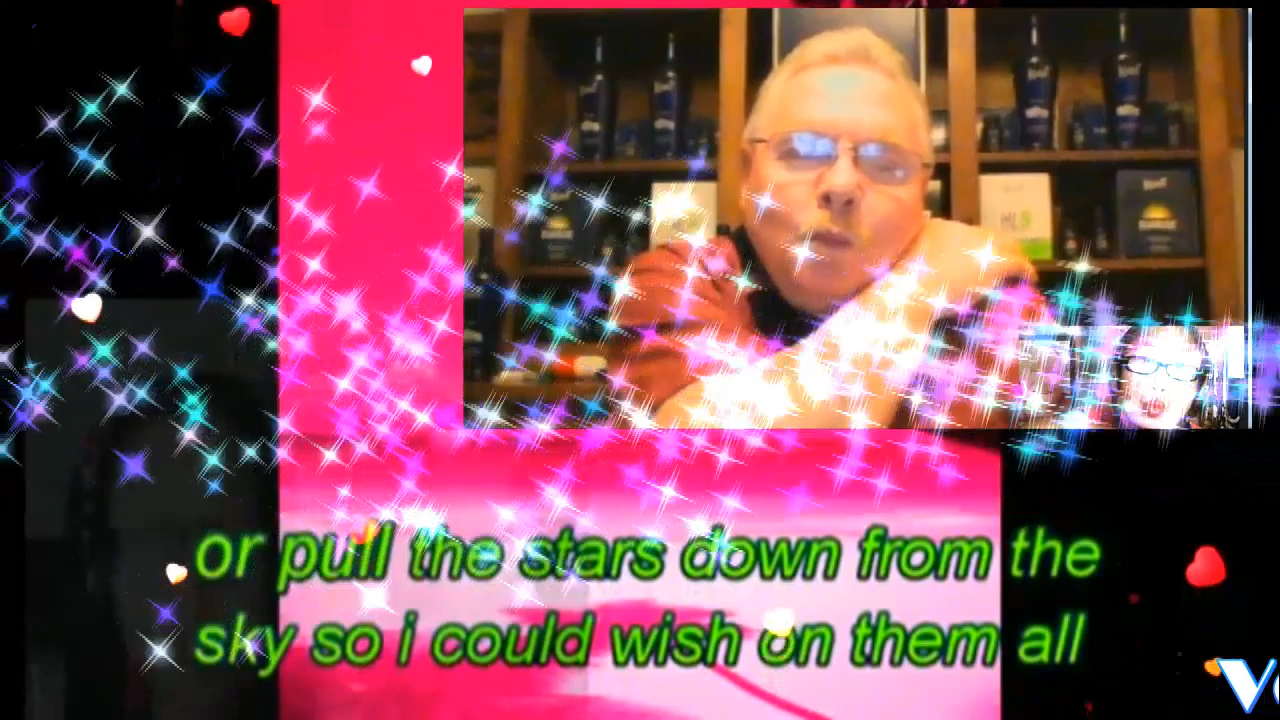 or pull the stars down from the
sky so i could wish on them all